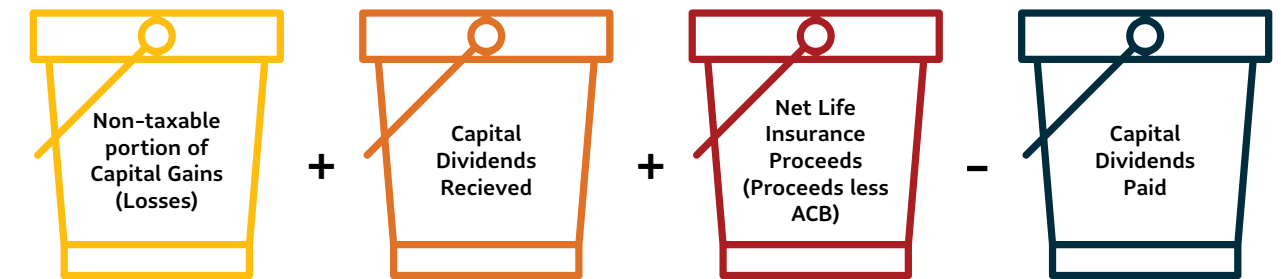 Non-taxable
portion of
Capital Gains
(Losses)
+
Capital
Dividends
Recieved
+
Net Life
Insurance
Proceeds
(Proceeds less
ACB)
-
Capital
Dividends
Paid